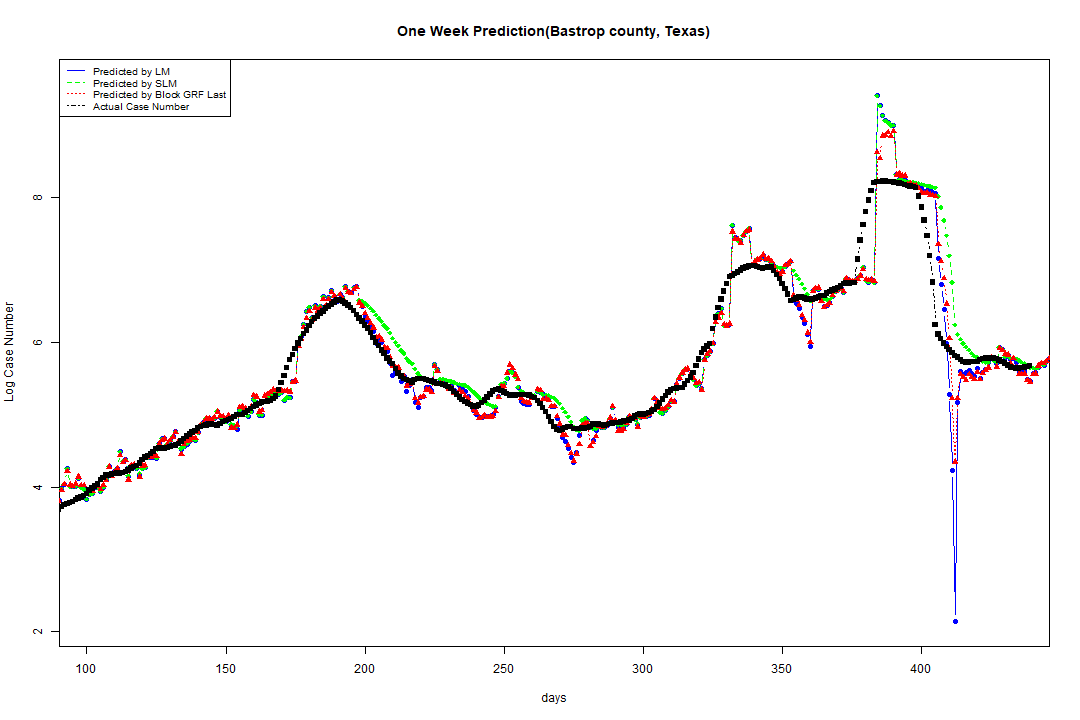 One Week Prediction(Bastrop county, Texas)
Predicted by LM
Predicted by SLM
Predicted by Block GRF Last
Actual Case Number
Log Case Number
8
6
4
2
100 150 200 250 300 350 400
days